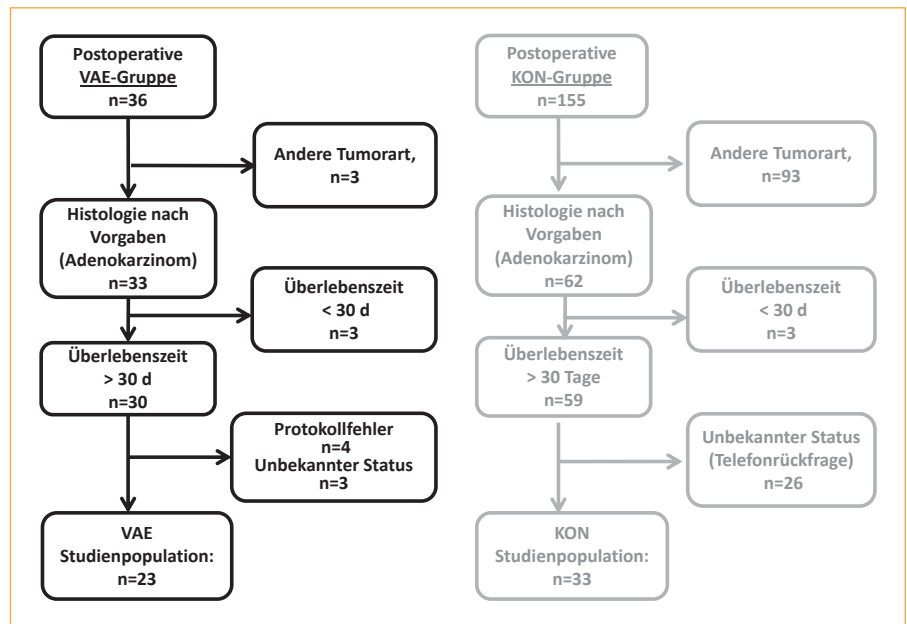 Postoperative
VAE-Gruppe
n=36
Andere Tumorart,
n=3
Histologie nach
Vorgaben
(Adenokarzinom)
n=33
Überlebenszeit
< 30 d
n=3
Überlebenszeit
> 30 d
n=30
Protokollfehler
n=4
Unbekannter Status
n=3
VAE
Studienpopulation:
n=23
Postoperative
KON-Gruppe
n=155
Andere Tumorart,
n=93
Histologie nach
Vorgaben
(Adenokarzinom)
n=62
Überlebenszeit
< 30 d
n=3
Überlebenszeit
> 30 Tage
n=59
Unbekannter Status
(Telefonrückfrage)
n=26
KON
Studienpopulation:
n=33